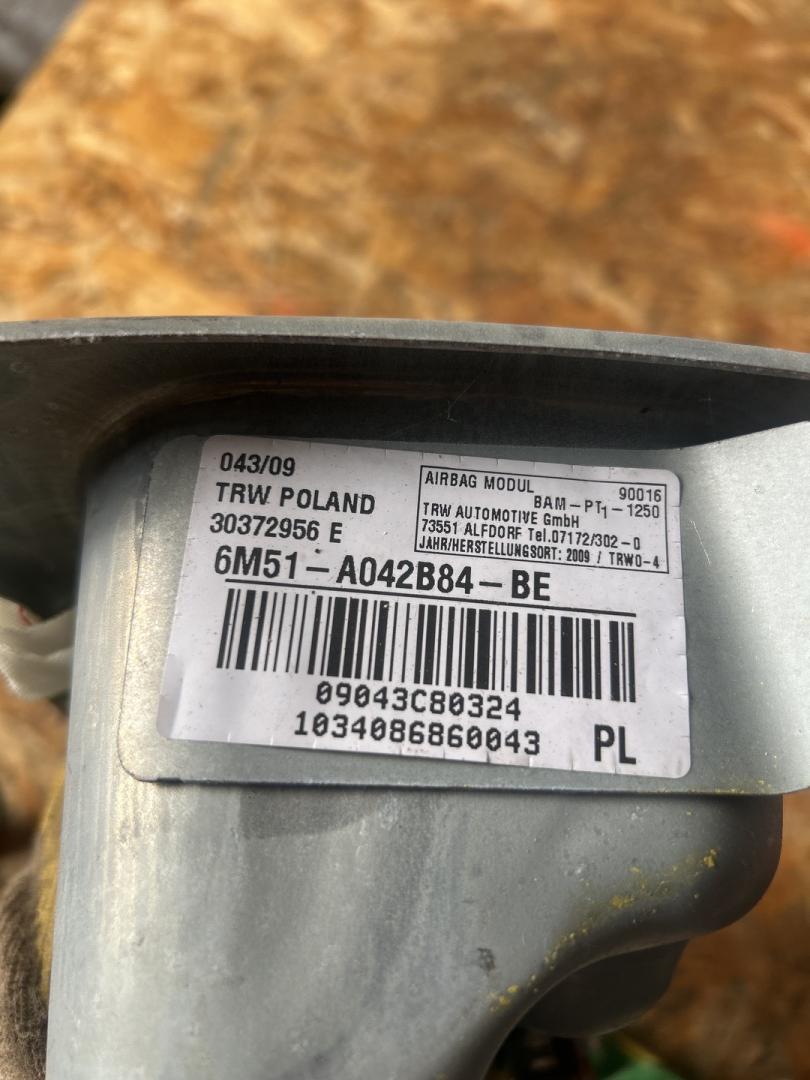 043/09
TRW POLAND
30372956 E
AIRBAG MODUL 90016
BAM-PT1-1250
TRW AUTOMOTIVE GmbH
73551 ALFDORF Tel.07172/302-0
JAHR/HERSTELLUNGSORT: 2009 / TRWO-4
6M51-A042B84-BE
09043C80324
1034086860043 PL